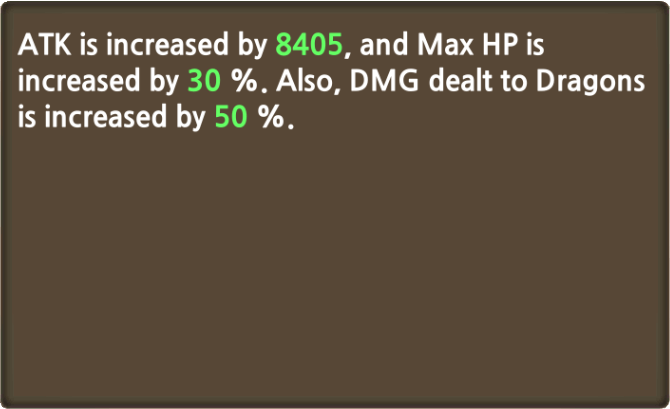 ATK is increased by 8405, and Max HP is
increased by 30 %. Also, DMG dealt to Dragons
is increased by 50 %.